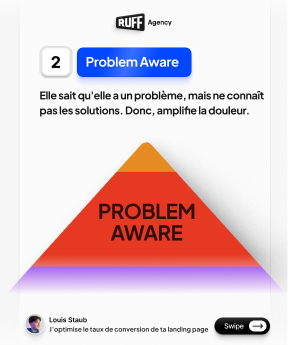 RUFF Agency
2 Problem Aware
Elle sait qu'elle a un problème, mais ne connaît
pas les solutions. Donc, amplifie la douleur.
PROBLEM
AWARE
Louis Staub
J'optimise le taux de conversion de ta landing page
Swipe